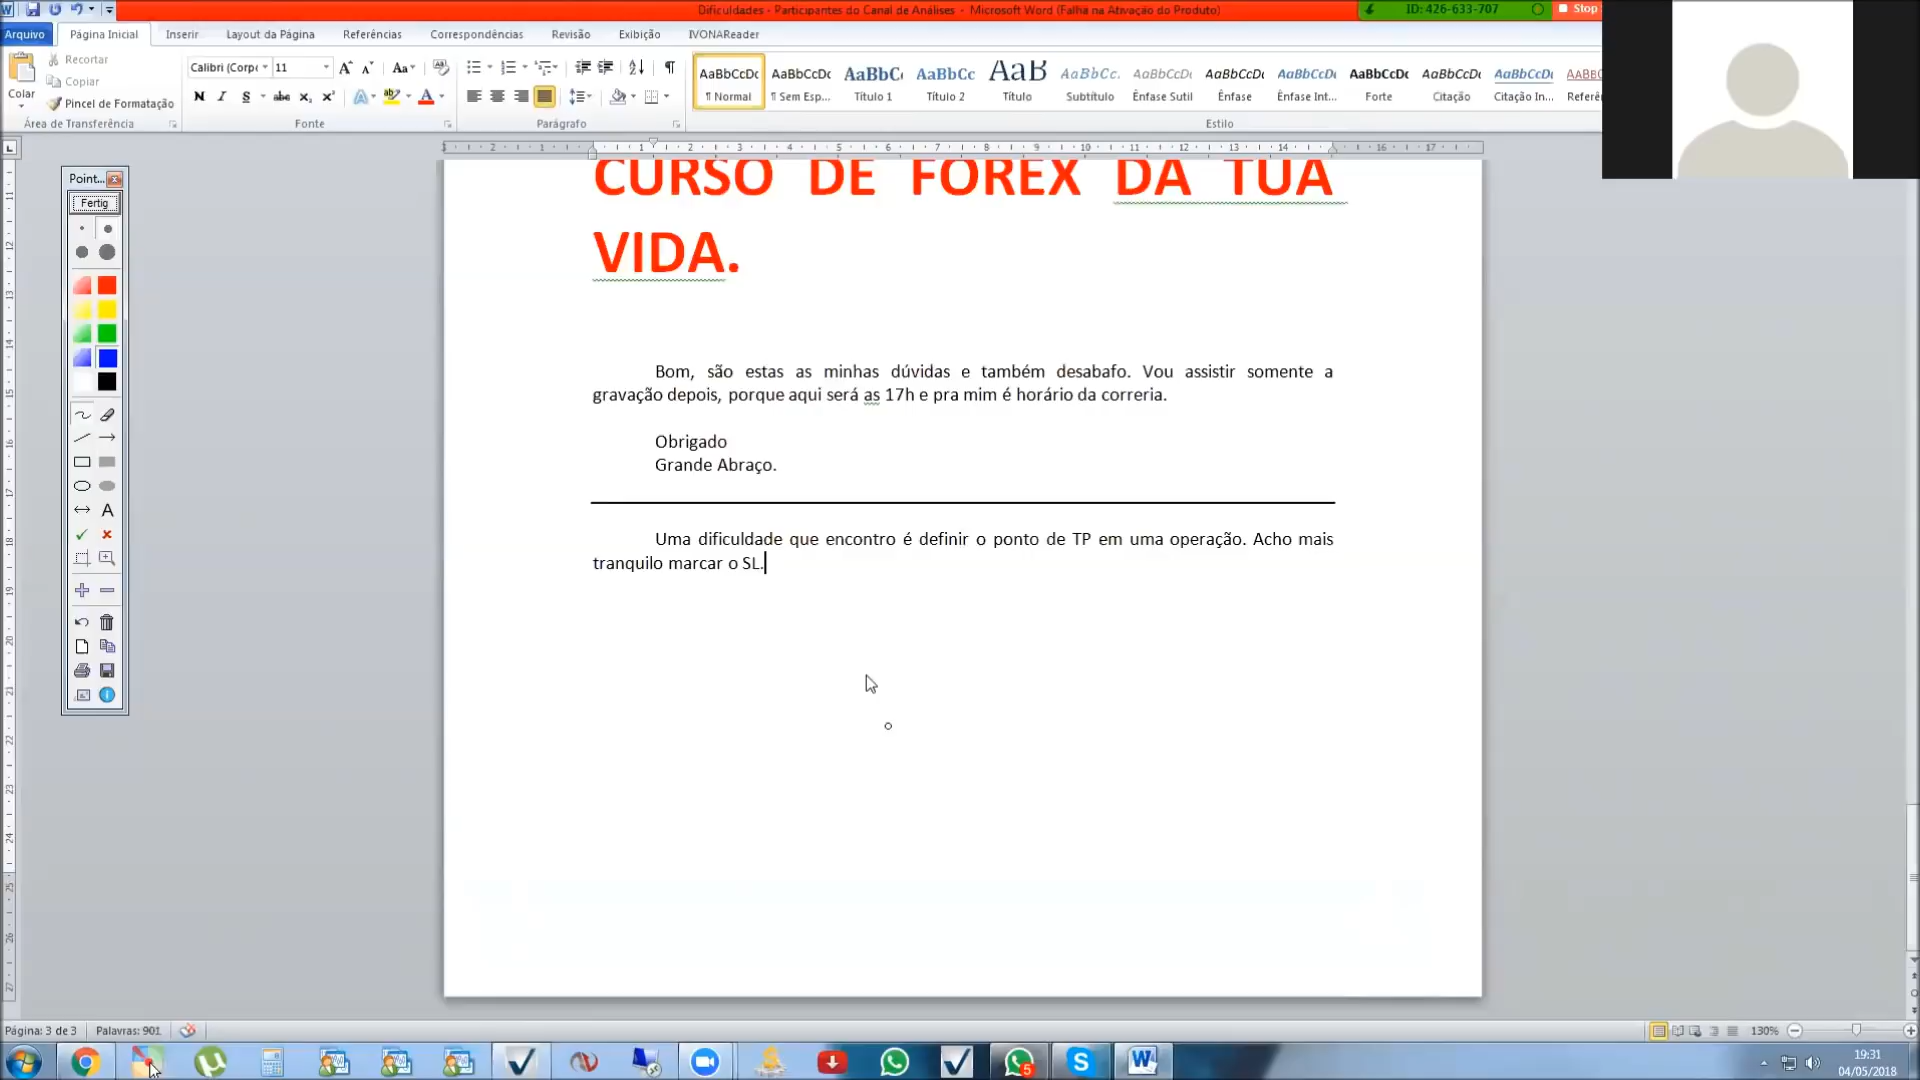 Dificuldades - Participantes do Canal de Análises - Microsoft Word (Falha na Ativação do Produto)
ID: 426-633-707
Stop
Arquivo
Página Inicial
Inserir
Layout da Página
Referências
Correspondências
Revisão
Exibição
IVONAReader
Colar
Recortar
Copiar
Pincel de Formatação
Área de Transferência
Calibri (Corp
11
Fonte
Parágrafo
AaBbCcDc
¶ Normal
AaBbCcDc
¶ Sem Esp...
AaBbC
Título 1
AaBbCc
Título 2
AaB
Título
AaBbCc.
Subtítulo
AaBbCcDc
Ênfase Sutil
AaBbCcDc
Ênfase
AaBbCcDc
Ênfase Int...
AaBbCcDc
Forte
AaBbCcDc
Citação
AaBbCcDc
Citação In...
AABBC
Referê
Estilo
Point...
Fertig
CURSO DE FOREX DA TUA
VIDA.
Bom, são estas as minhas dúvidas e também desabafo. Vou assistir somente a
gravação depois, porque aqui será as 17h e pra mim é horário da correria.
Obrigado
Grande Abraço.
Uma dificuldade que encontro é definir o ponto de TP em uma operação. Acho mais
tranquilo marcar o SL.
Página: 3 de 3
Palavras: 901
130%
5
19:31
04/05/2018